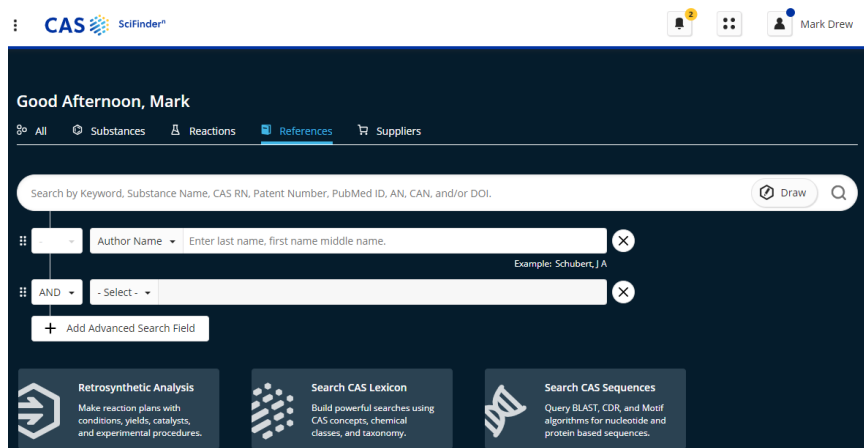 CAS SciFinderⁿ
2
Mark Drew
Good Afternoon, Mark
All Substances Reactions References Suppliers
Search by Keyword, Substance Name, CAS RN, Patent Number, PubMed ID, AN, CAN, and/or DOI.
Draw
- Author Name Enter last name, first name middle name.
Example: Schubert, J A
AND - Select -
+ Add Advanced Search Field
Retrosynthetic Analysis
Make reaction plans with
conditions, yields, catalysts,
and experimental procedures.
Search CAS Lexicon
Build powerful searches using
CAS concepts, chemical
classes, and taxonomy.
Search CAS Sequences
Query BLAST, CDR, and Motif
algorithms for nucleotide and
protein based sequences.